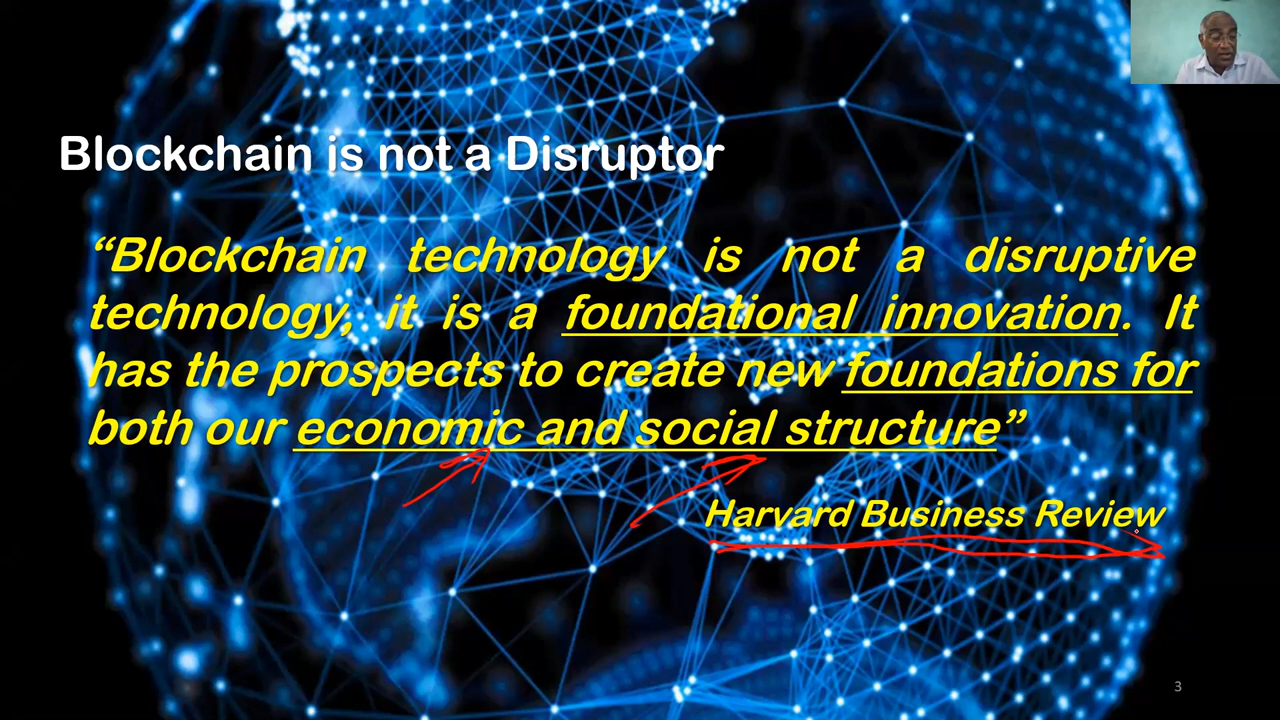 Blockchain is not a Disruptor
“Blockchain technology is not a disruptive
technology, it is a foundational innovation. It
has the prospects to create new foundations for
both our economic and social structure”
Harvard Business Review
3